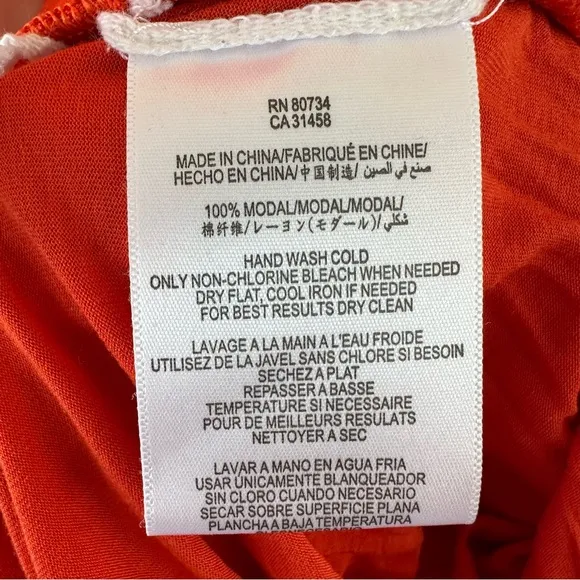 RN 80734
CA 31458
MADE IN CHINA/FABRIQUÉ EN CHINE/
HECHO EN CHINA/中国制造/ صنع في الصين/
100% MODAL/MODAL/MODAL/
棉纤维/レーヨン(モダール)/شكلي/
HAND WASH COLD
ONLY NON-CHLORINE BLEACH WHEN NEEDED
DRY FLAT, COOL IRON IF NEEDED
FOR BEST RESULTS DRY CLEAN
LAVAGE A LA MAIN A L'EAU FROIDE
UTILISEZ DE LA JAVEL SANS CHLORE SI BESOIN
SECHEZ A PLAT
REPASSER A BASSE
TEMPERATURE SI NECESSAIRE
POUR DE MEILLEURS RESULATS
NETTOYER A SEC
LAVAR A MANO EN AGUA FRIA
USAR ÚNICAMENTE BLANQUEADOR
SIN CLORO CUANDO NECESARIO
SECAR SOBRE SUPERFICIE PLANA
PLANCHA A BAJA TEMPERATURA